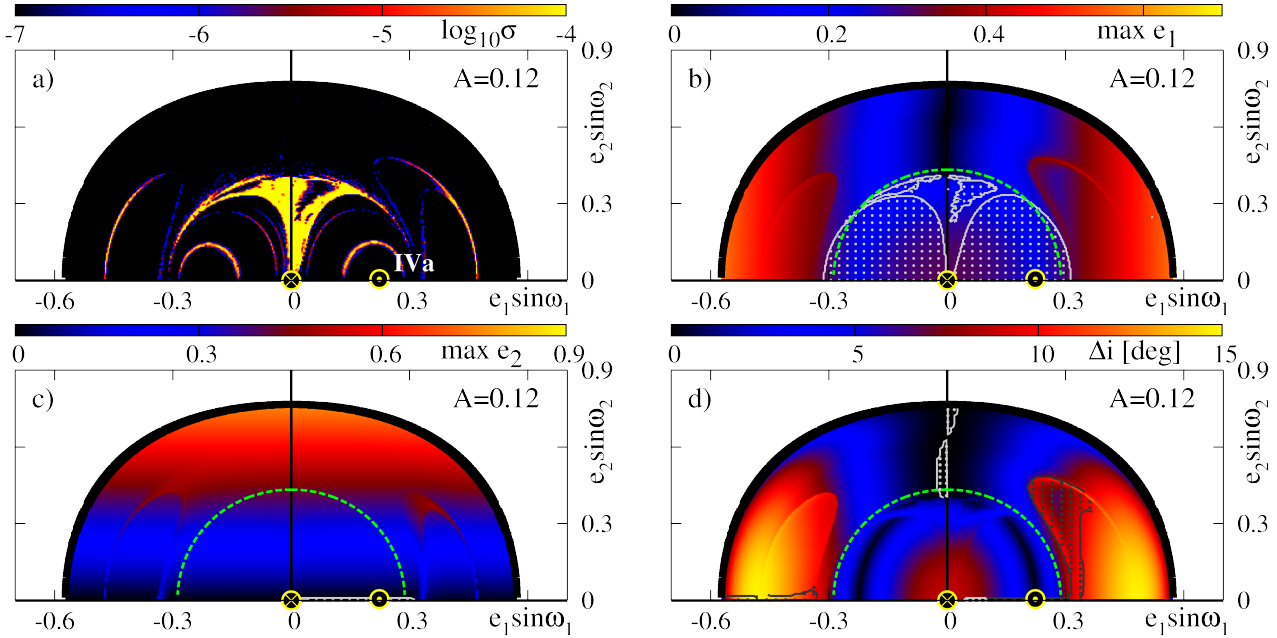 -7 -6 -5 log₁₀σ -4
a) A=0.12
0.9
0.3
0
e₂sinω₂
IVa
-0.6 -0.3 0 0.3 e₁sinω₁
0 0.2 0.4 max e₁
b) A=0.12
0.9
0.3
0
e₂sinω₂
-0.6 -0.3 0 0.3 e₁sinω₁
0 0.3 0.6 max e₂ 0.9
c) A=0.12
0.9
0.3
0
e₂sinω₂
-0.6 -0.3 0 0.3 e₁sinω₁
0 5 10 Δi [deg] 15
d) A=0.12
0.9
0.3
0
e₂sinω₂
-0.6 -0.3 0 0.3 e₁sinω₁